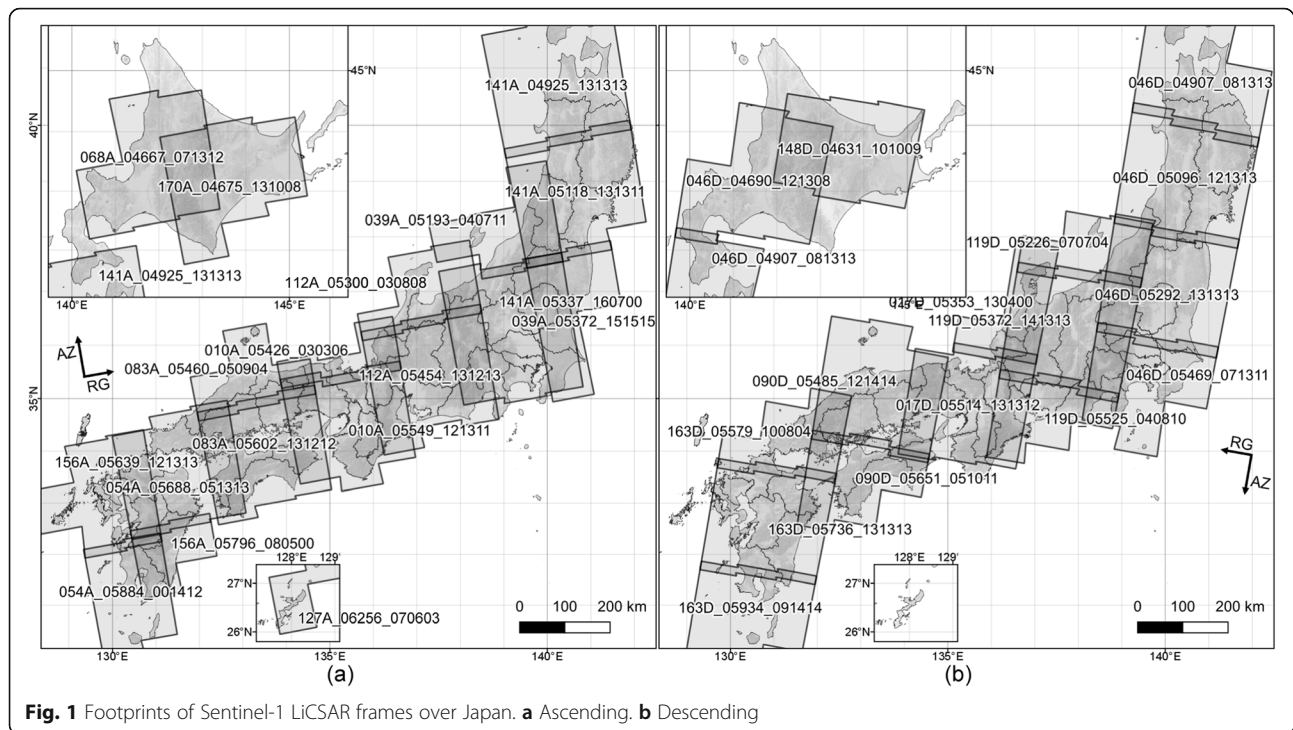 45°N
40°N
35°N
068A_04667_071312
170A_04675_131008
141A_04925_131313
140°E
145°E
141A_04925_131313
141A_05118_131311
039A_05193_040711
112A_05300_030808
141A_05337_160700
039A_05372_151515
010A_05426_030306
083A_05460_050904
112A_05454_131213
083A_05602_131212
010A_05549_121311
156A_05639_121313
054A_05688_051313
156A_05796_080500
054A_05884_001412
127A_06256_070603
AZ
RG
128°E
129°
27°N
26°N
0 100 200 km
130°E
135°E
140°E
(a)
45°N
148D_04631_101009
046D_04690_121308
046D_04907_081313
140°E
145°E
046D_04907_081313
046D_05096_121313
119D_05226_070704
046D_05292_131313
017D_05353_130400
119D_05372_141313
046D_05469_071311
090D_05485_121414
017D_05514_131312
119D_05525_040810
163D_05579_100804
090D_05651_051011
163D_05736_131313
163D_05934_091414
RG
AZ
128°E
27°N
26°N
0 100 200 km
130°E
135°E
140°E
(b)
Fig. 1 Footprints of Sentinel-1 LiCSAR frames over Japan. a Ascending. b Descending